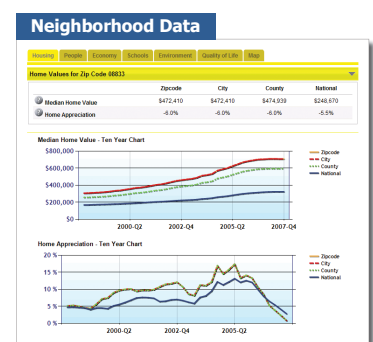 Neighborhood Data
Housing People Economy Schools Environment Quality of Life Map
Home Values for Zip Code 08833
Zipcode City County National
Median Home Value $472,410 $472,410 $474,939 $248,670
Home Appreciation -6.0% -6.0% -6.0% -5.5%
Median Home Value - Ten Year Chart
$800,000
$600,000
$400,000
$200,000
$0
2000-Q2 2002-Q4 2005-Q2 2007-Q4
Zipcode
City
County
National
Home Appreciation - Ten Year Chart
20 %
15 %
10 %
5 %
0 %
2000-Q2 2002-Q4 2005-Q2
Zipcode
City
County
National